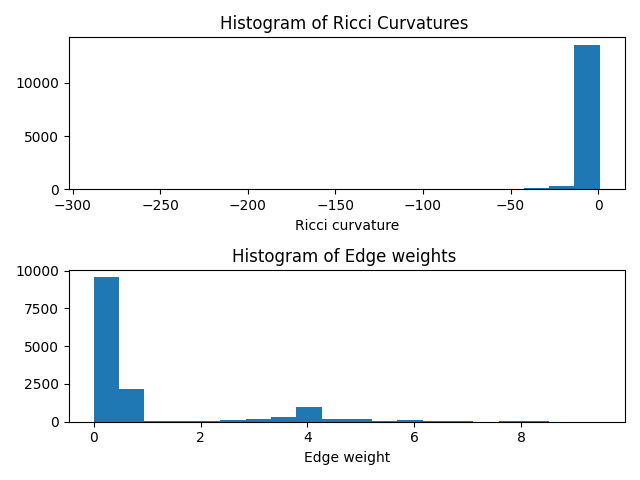 Histogram of Ricci Curvatures
10000
5000
0
−300 −250 −200 −150 −100 −50 0
Ricci curvature
Histogram of Edge weights
10000
7500
5000
2500
0
0 2 4 6 8
Edge weight